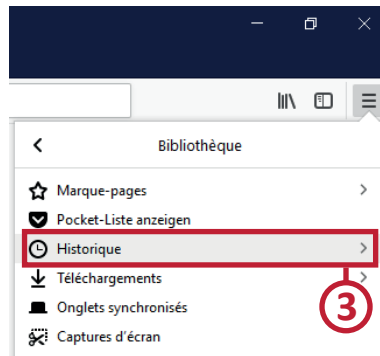 Bibliothèque
Marque-pages
Pocket-Liste anzeigen
Historique
Téléchargements
3
Onglets synchronisés
Captures d'écran